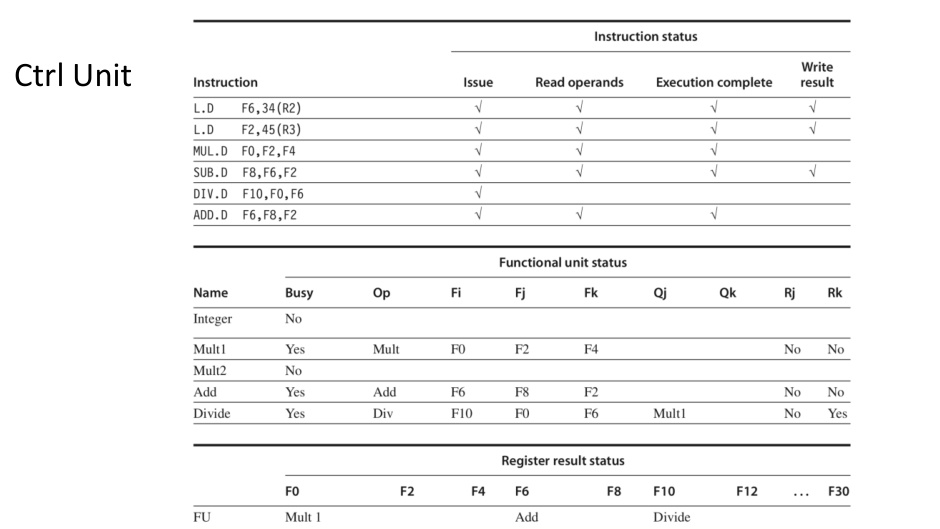 Ctrl Unit
Instruction status
Instruction Issue Read operands Execution complete Write result
L.D F6,34(R2) √ √ √ √
L.D F2,45(R3) √ √ √ √
MUL.D F0,F2,F4 √ √ √
SUB.D F8,F6,F2 √ √ √ √
DIV.D F10,F0,F6 √
ADD.D F6,F8,F2 √ √ √
Functional unit status
Name Busy Op Fi Fj Fk Qj Qk Rj Rk
Integer No
Mult1 Yes Mult F0 F2 F4 No No
Mult2 No
Add Yes Add F6 F8 F2 No No
Divide Yes Div F10 F0 F6 Mult1 No Yes
Register result status
F0 F2 F4 F6 F8 F10 F12 ... F30
FU Mult 1 Add Divide